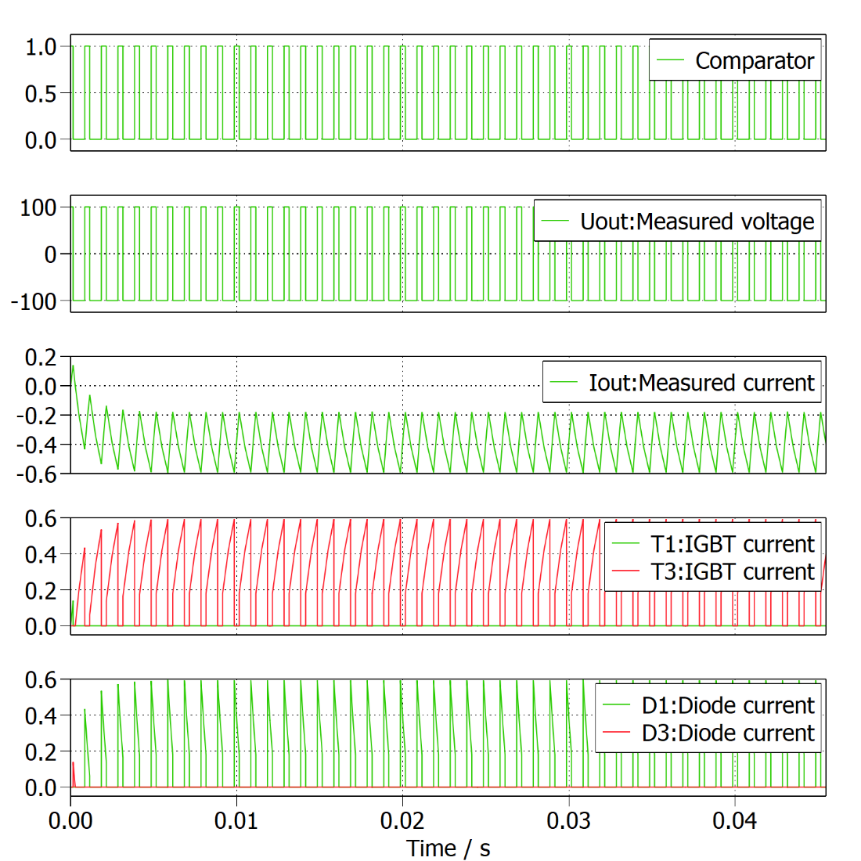 1.0
0.5
0.0
Comparator
100
0
-100
Uout:Measured voltage
0.2
0.0
-0.2
-0.4
-0.6
Iout:Measured current
0.6
0.4
0.2
0.0
T1:IGBT current
T3:IGBT current
0.6
0.4
0.2
0.0
D1:Diode current
D3:Diode current
0.00 0.01 0.02 0.03 0.04
Time / s